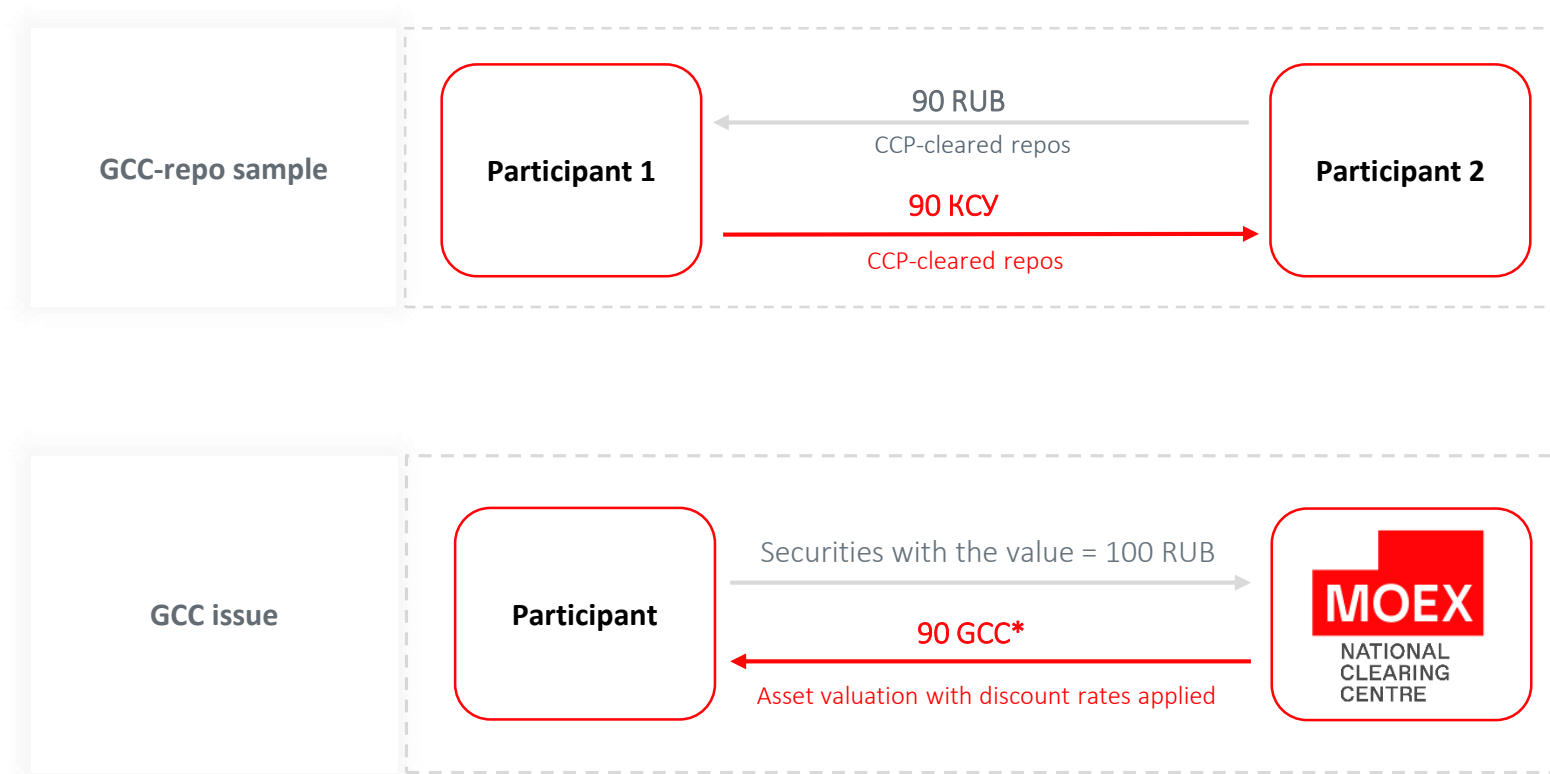 GCC-repo sample
Participant 1
90 RUB
CCP-cleared repos
90 КСУ
CCP-cleared repos
Participant 2
GCC issue
Participant
Securities with the value = 100 RUB
90 GCC*
Asset valuation with discount rates applied
MOEX
NATIONAL
CLEARING
CENTRE